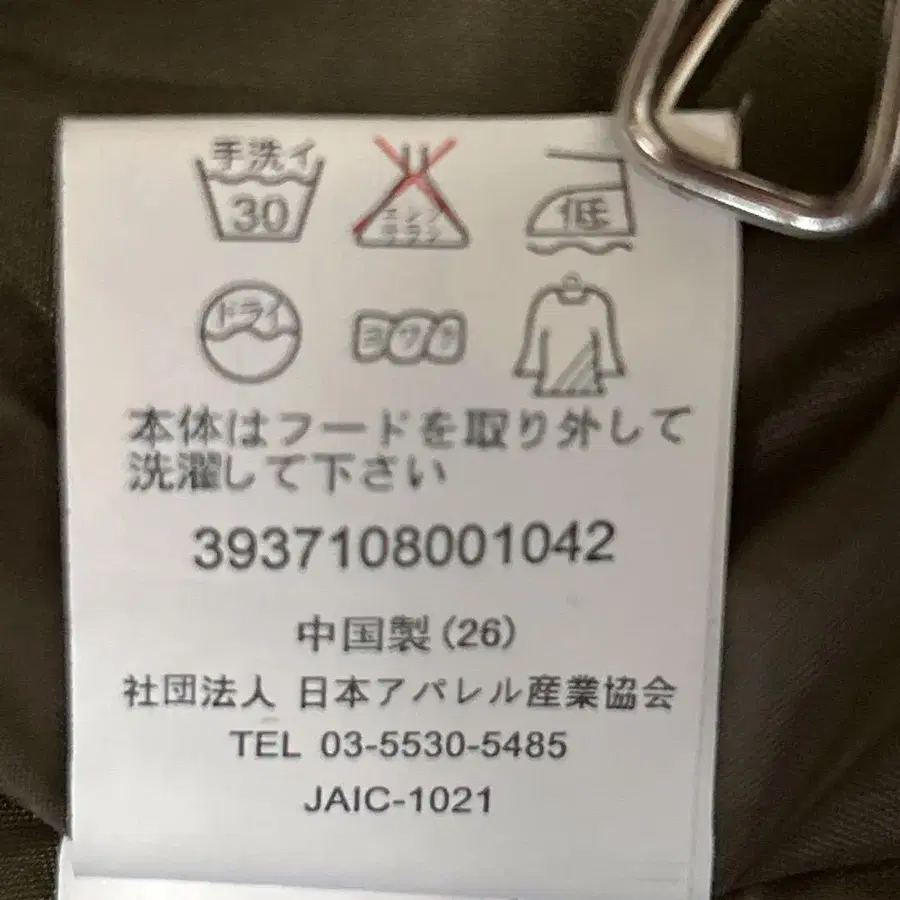 手洗イ
30
エンソ
サラシ
低
ドライ
ヨワク
本体はフードを取り外して
洗濯して下さい
3937108001042
中国製(26)
社団法人 日本アパレル産業協会
TEL 03-5530-5485
JAIC-1021